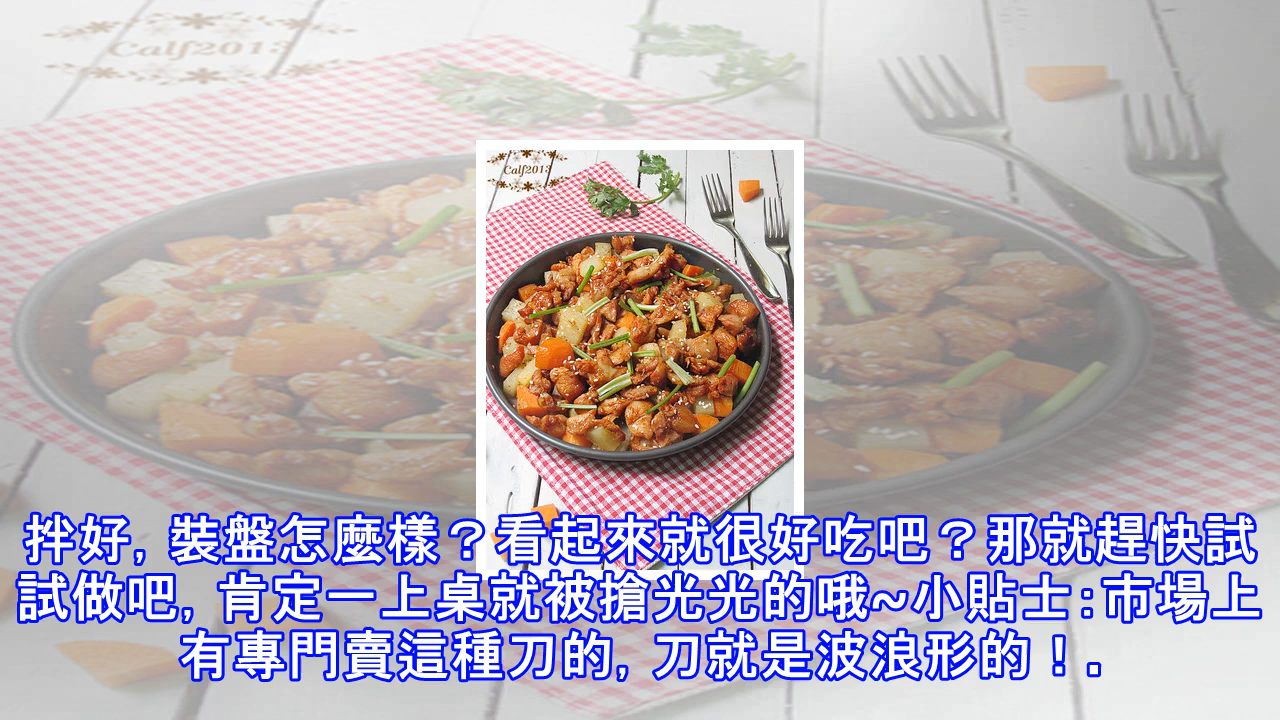 Calf2013
Calf2013
拌好, 裝盤怎麼樣？看起來就很好吃吧？那就趕快試
試做吧, 肯定一上桌就被搶光光的哦~小貼士:市場上
有專門賣這種刀的, 刀就是波浪形的！.